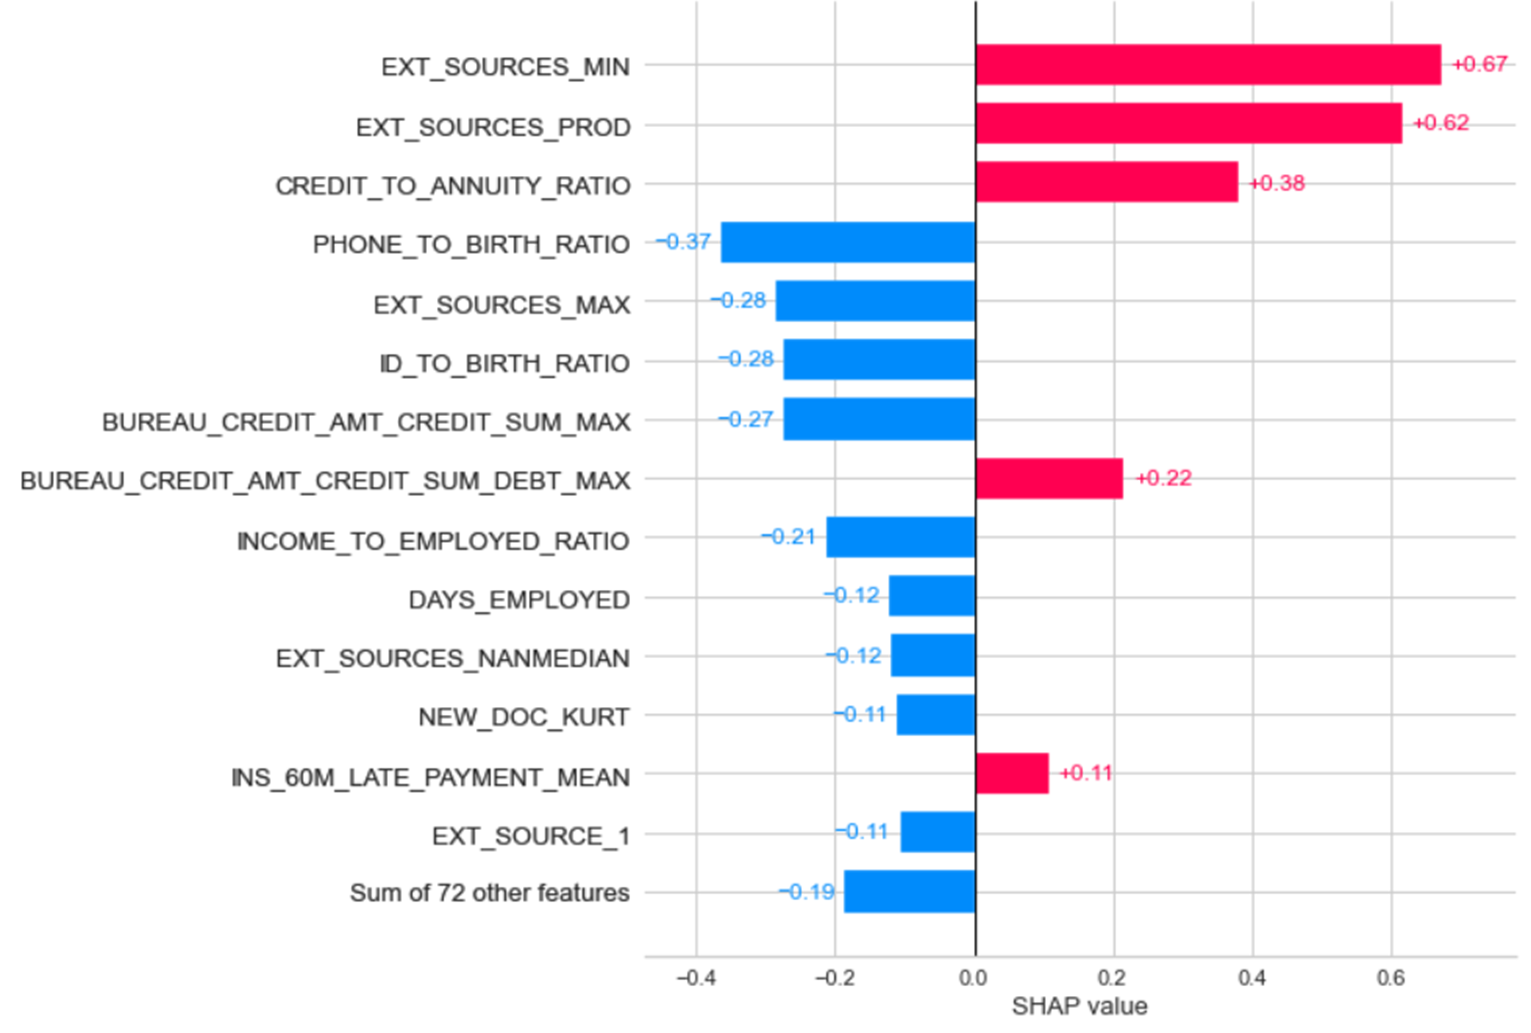 EXT_SOURCES_MIN +0.67
EXT_SOURCES_PROD +0.62
CREDIT_TO_ANNUITY_RATIO +0.38
PHONE_TO_BIRTH_RATIO −0.37
EXT_SOURCES_MAX −0.28
ID_TO_BIRTH_RATIO −0.28
BUREAU_CREDIT_AMT_CREDIT_SUM_MAX −0.27
BUREAU_CREDIT_AMT_CREDIT_SUM_DEBT_MAX +0.22
INCOME_TO_EMPLOYED_RATIO −0.21
DAYS_EMPLOYED −0.12
EXT_SOURCES_NANMEDIAN −0.12
NEW_DOC_KURT −0.11
INS_60M_LATE_PAYMENT_MEAN +0.11
EXT_SOURCE_1 −0.11
Sum of 72 other features −0.19
−0.4 −0.2 0.0 0.2 0.4 0.6
SHAP value